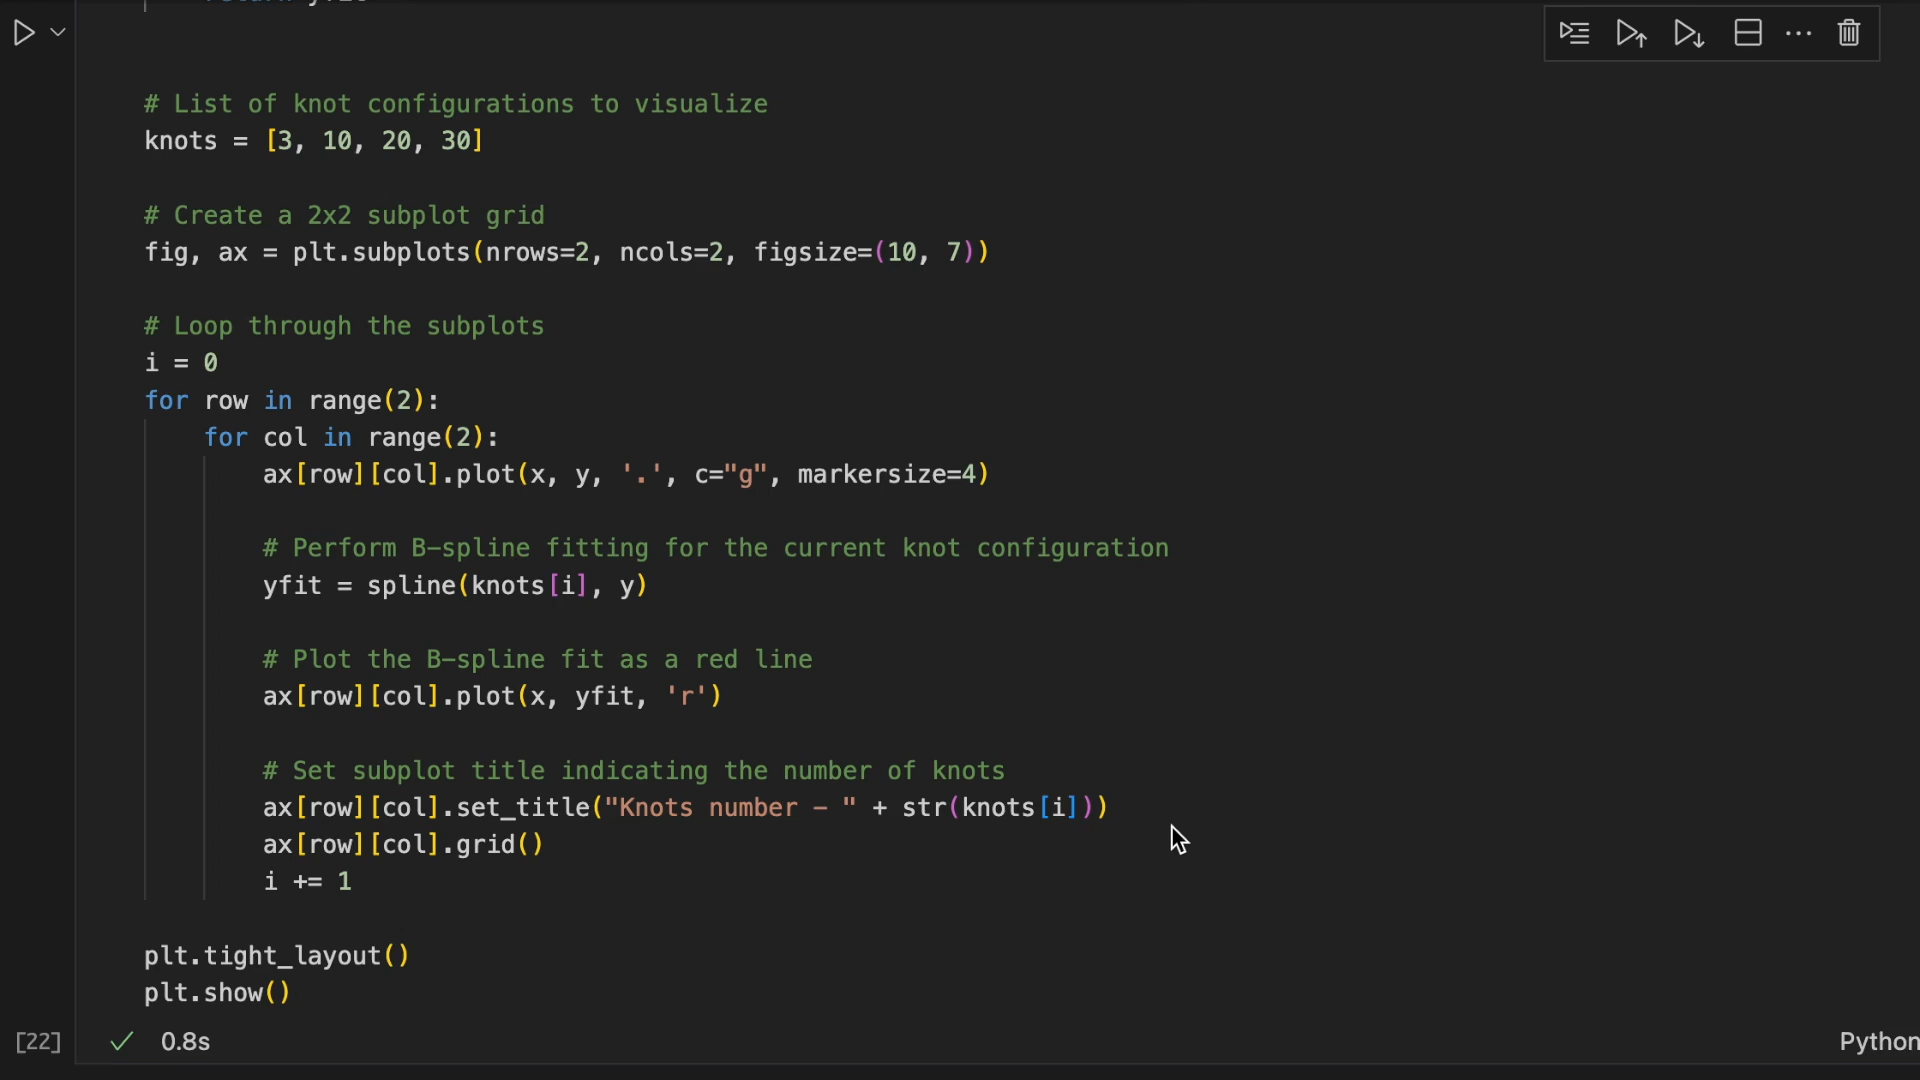 return yfit
# List of knot configurations to visualize
knots = [3, 10, 20, 30]
# Create a 2x2 subplot grid
fig, ax = plt.subplots(nrows=2, ncols=2, figsize=(10, 7))
# Loop through the subplots
i = 0
for row in range(2):
    for col in range(2):
        ax[row][col].plot(x, y, '.', c="g", markersize=4)
        # Perform B-spline fitting for the current knot configuration
        yfit = spline(knots[i], y)
        # Plot the B-spline fit as a red line
        ax[row][col].plot(x, yfit, 'r')
        # Set subplot title indicating the number of knots
        ax[row][col].set_title("Knots number - " + str(knots[i]))
        ax[row][col].grid()
        i += 1
plt.tight_layout()
plt.show()
[22] ✓ 0.8s Python